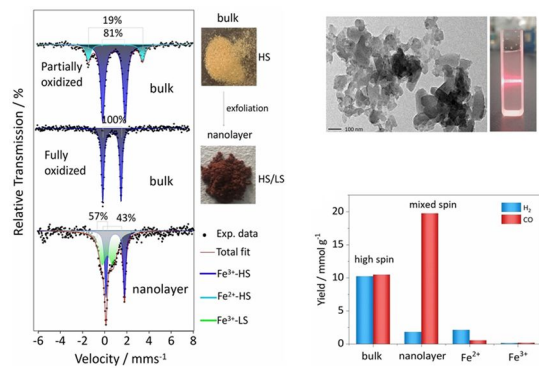 19%
81%
Partially
oxidized
bulk
100%
Fully
oxidized
bulk
57%
43%
nanolayer
Relative Transmission / %
-6 -4 -2 0 2 4 6 8
Velocity / mms⁻¹
bulk
HS
exfoliation
nanolayer
HS/LS
Exp. data
Total fit
Fe³⁺-HS
Fe²⁺-HS
Fe³⁺-LS
100 nm
mixed spin
H₂
CO
high spin
Yield / mmol g⁻¹
20
15
10
5
0
bulk nanolayer Fe²⁺ Fe³⁺